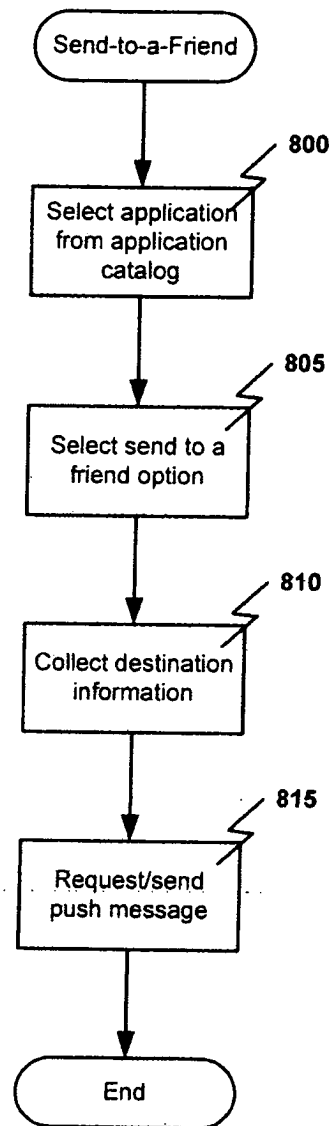 Send-to-a-Friend
800
Select application
from application
catalog
805
Select send to a
friend option
810
Collect destination
information
815
Request/send
push message
End